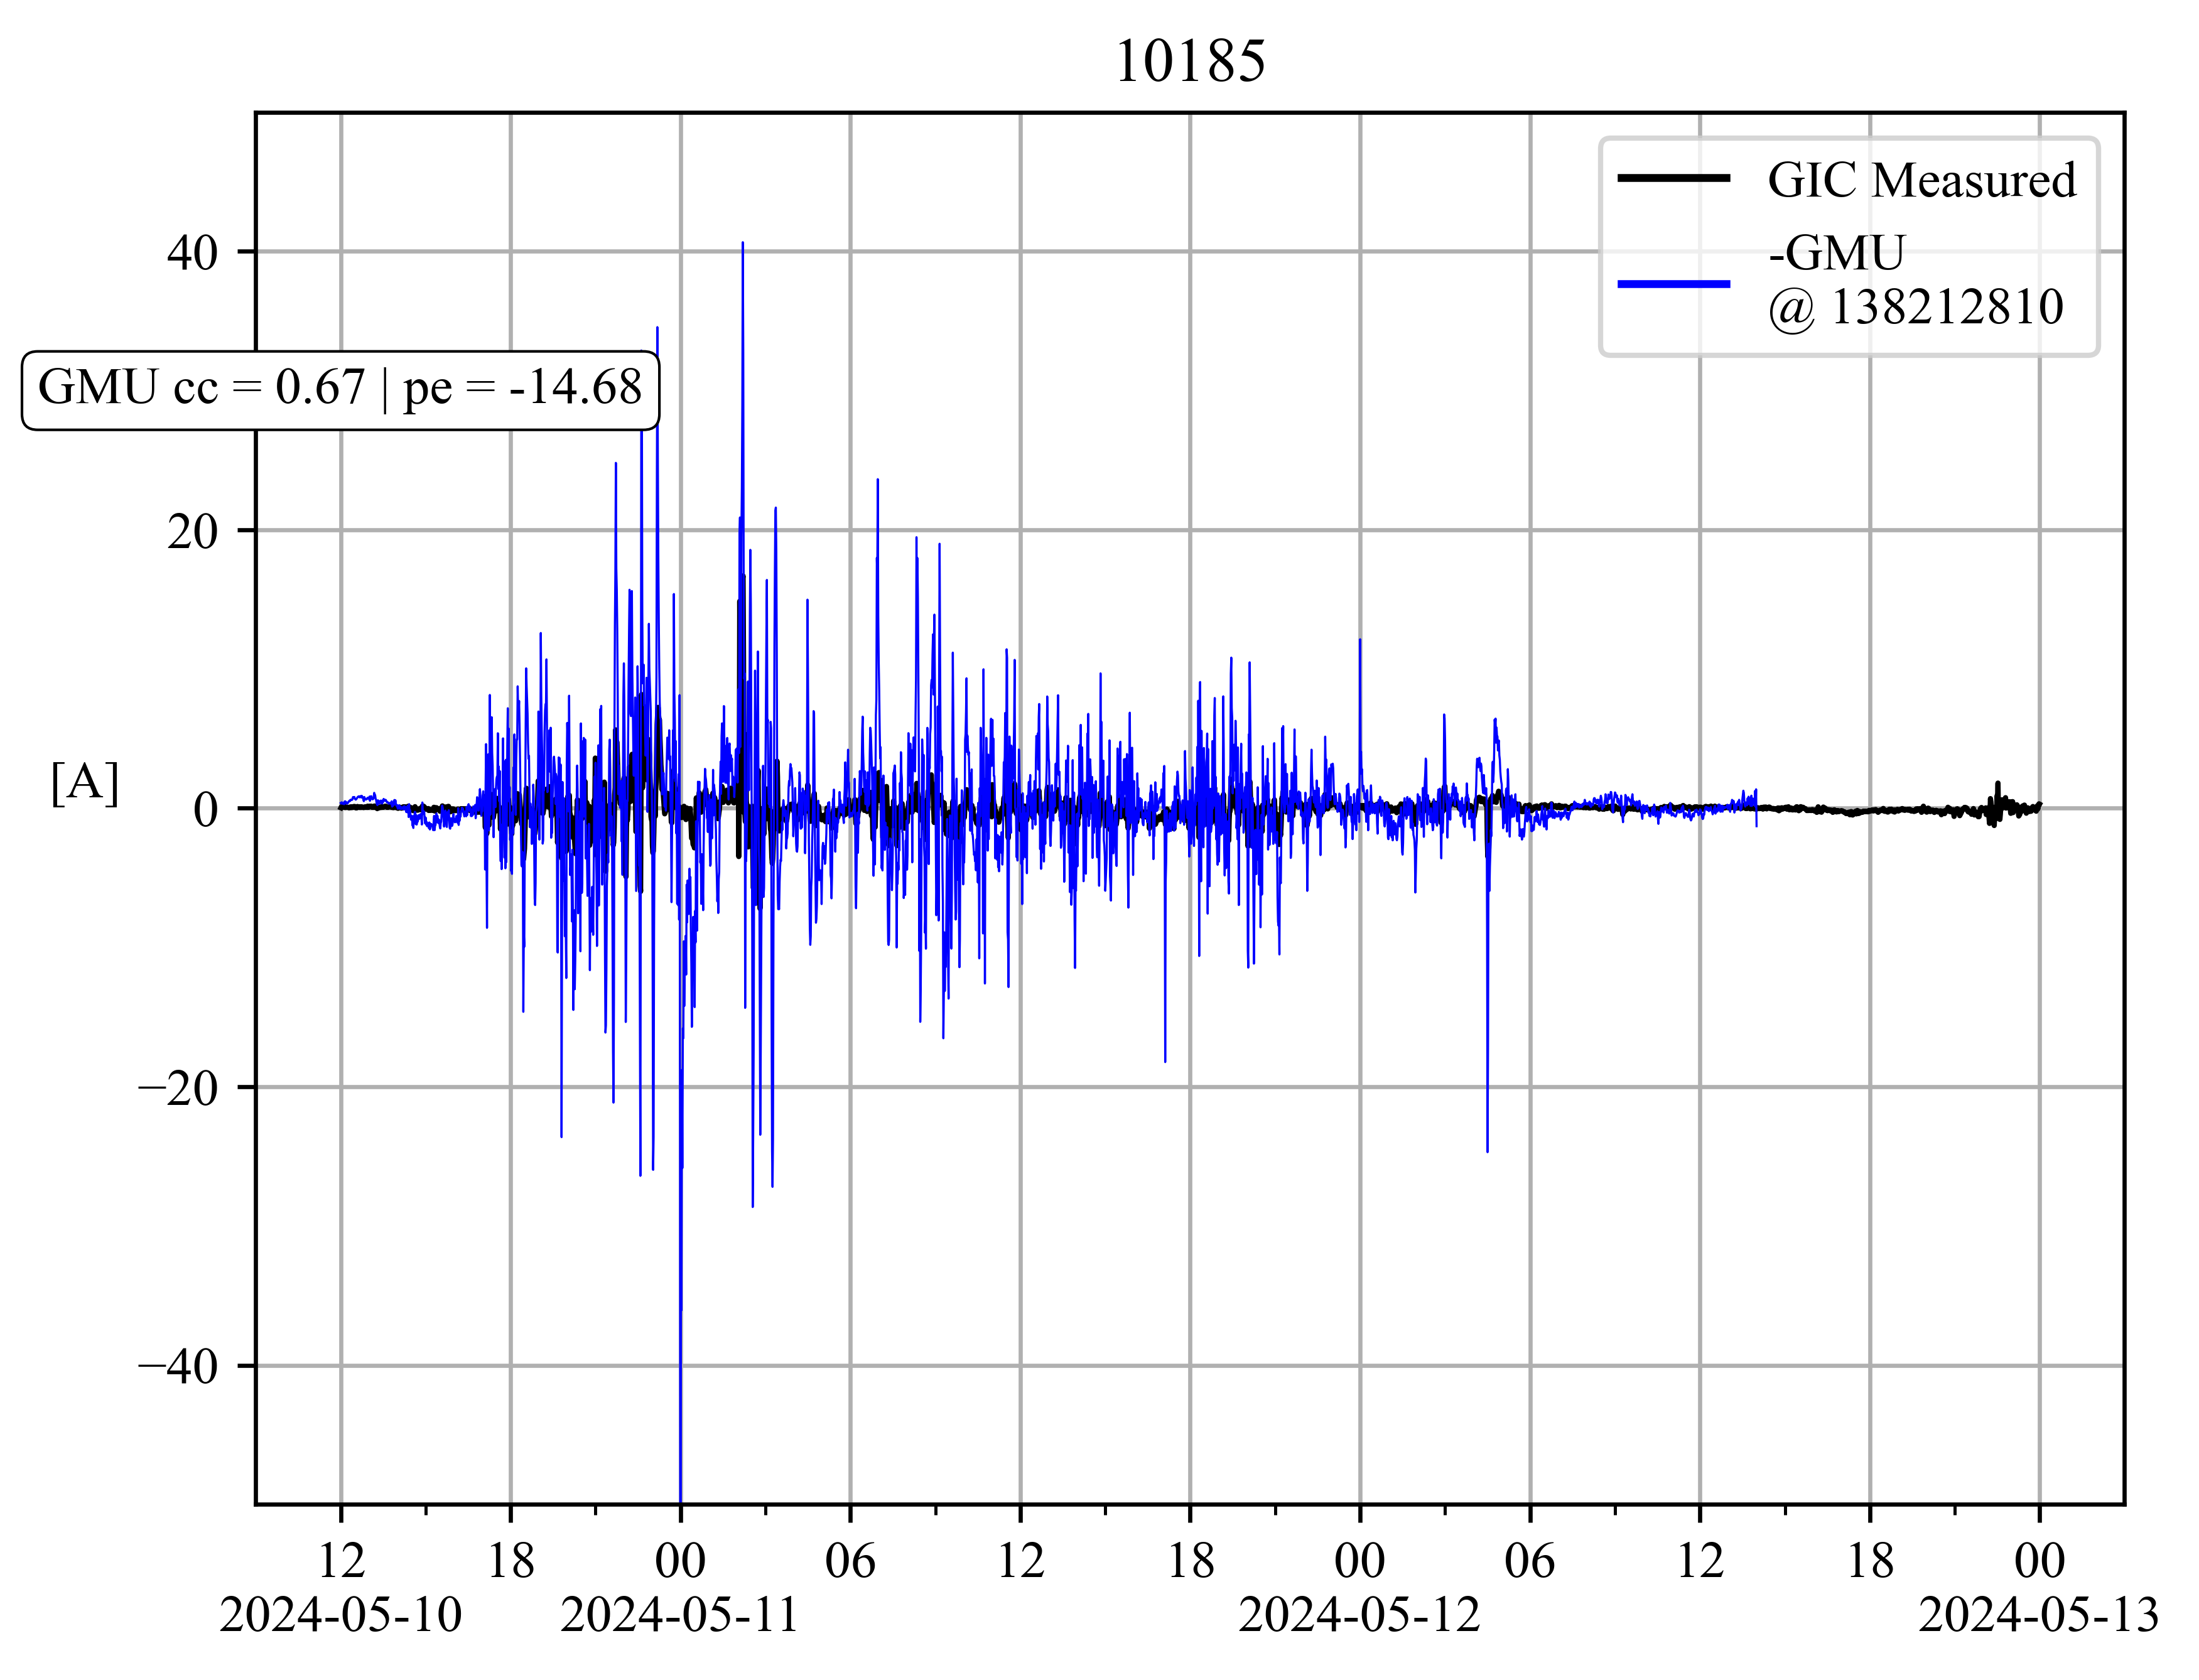 10185
GIC Measured
-GMU
@ 138212810
GMU cc = 0.67 | pe = -14.68
[A]
40
20
0
−20
−40
12 18 00 06 12 18 00 06 12 18 00
2024-05-10 2024-05-11 2024-05-12 2024-05-13